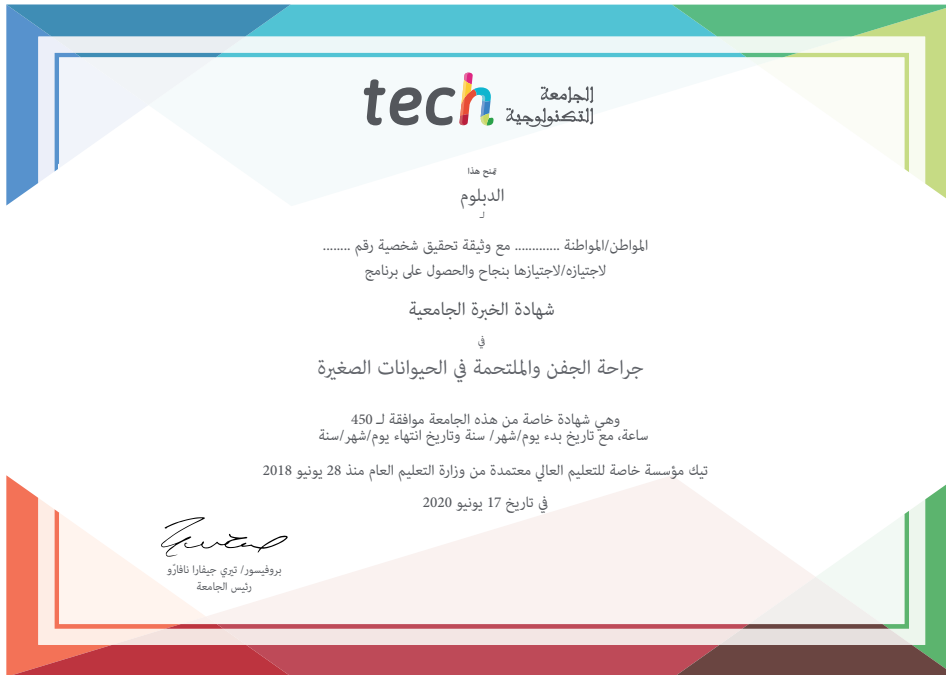 tech الجامعة
التكنولوجية
يمنح هذا
الدبلوم
لـ
المواطن/المواطنة ............ مع وثيقة تحقيق شخصية رقم ........
لاجتيازه/لاجتيازها بنجاح والحصول على برنامج
شهادة الخبرة الجامعية
في
جراحة الجفن والملتحمة في الحيوانات الصغيرة
وهي شهادة خاصة من هذه الجامعة موافقة لـ 450
ساعة، مع تاريخ بدء يوم/شهر/ سنة وتاريخ انتهاء يوم/شهر/سنة
تيك مؤسسة خاصة للتعليم العالي معتمدة من وزارة التعليم العام منذ 28 يونيو 2018
في تاريخ 17 يونيو 2020
بروفيسور/ تيري جيفارا نافارّو
رئيس الجامعة